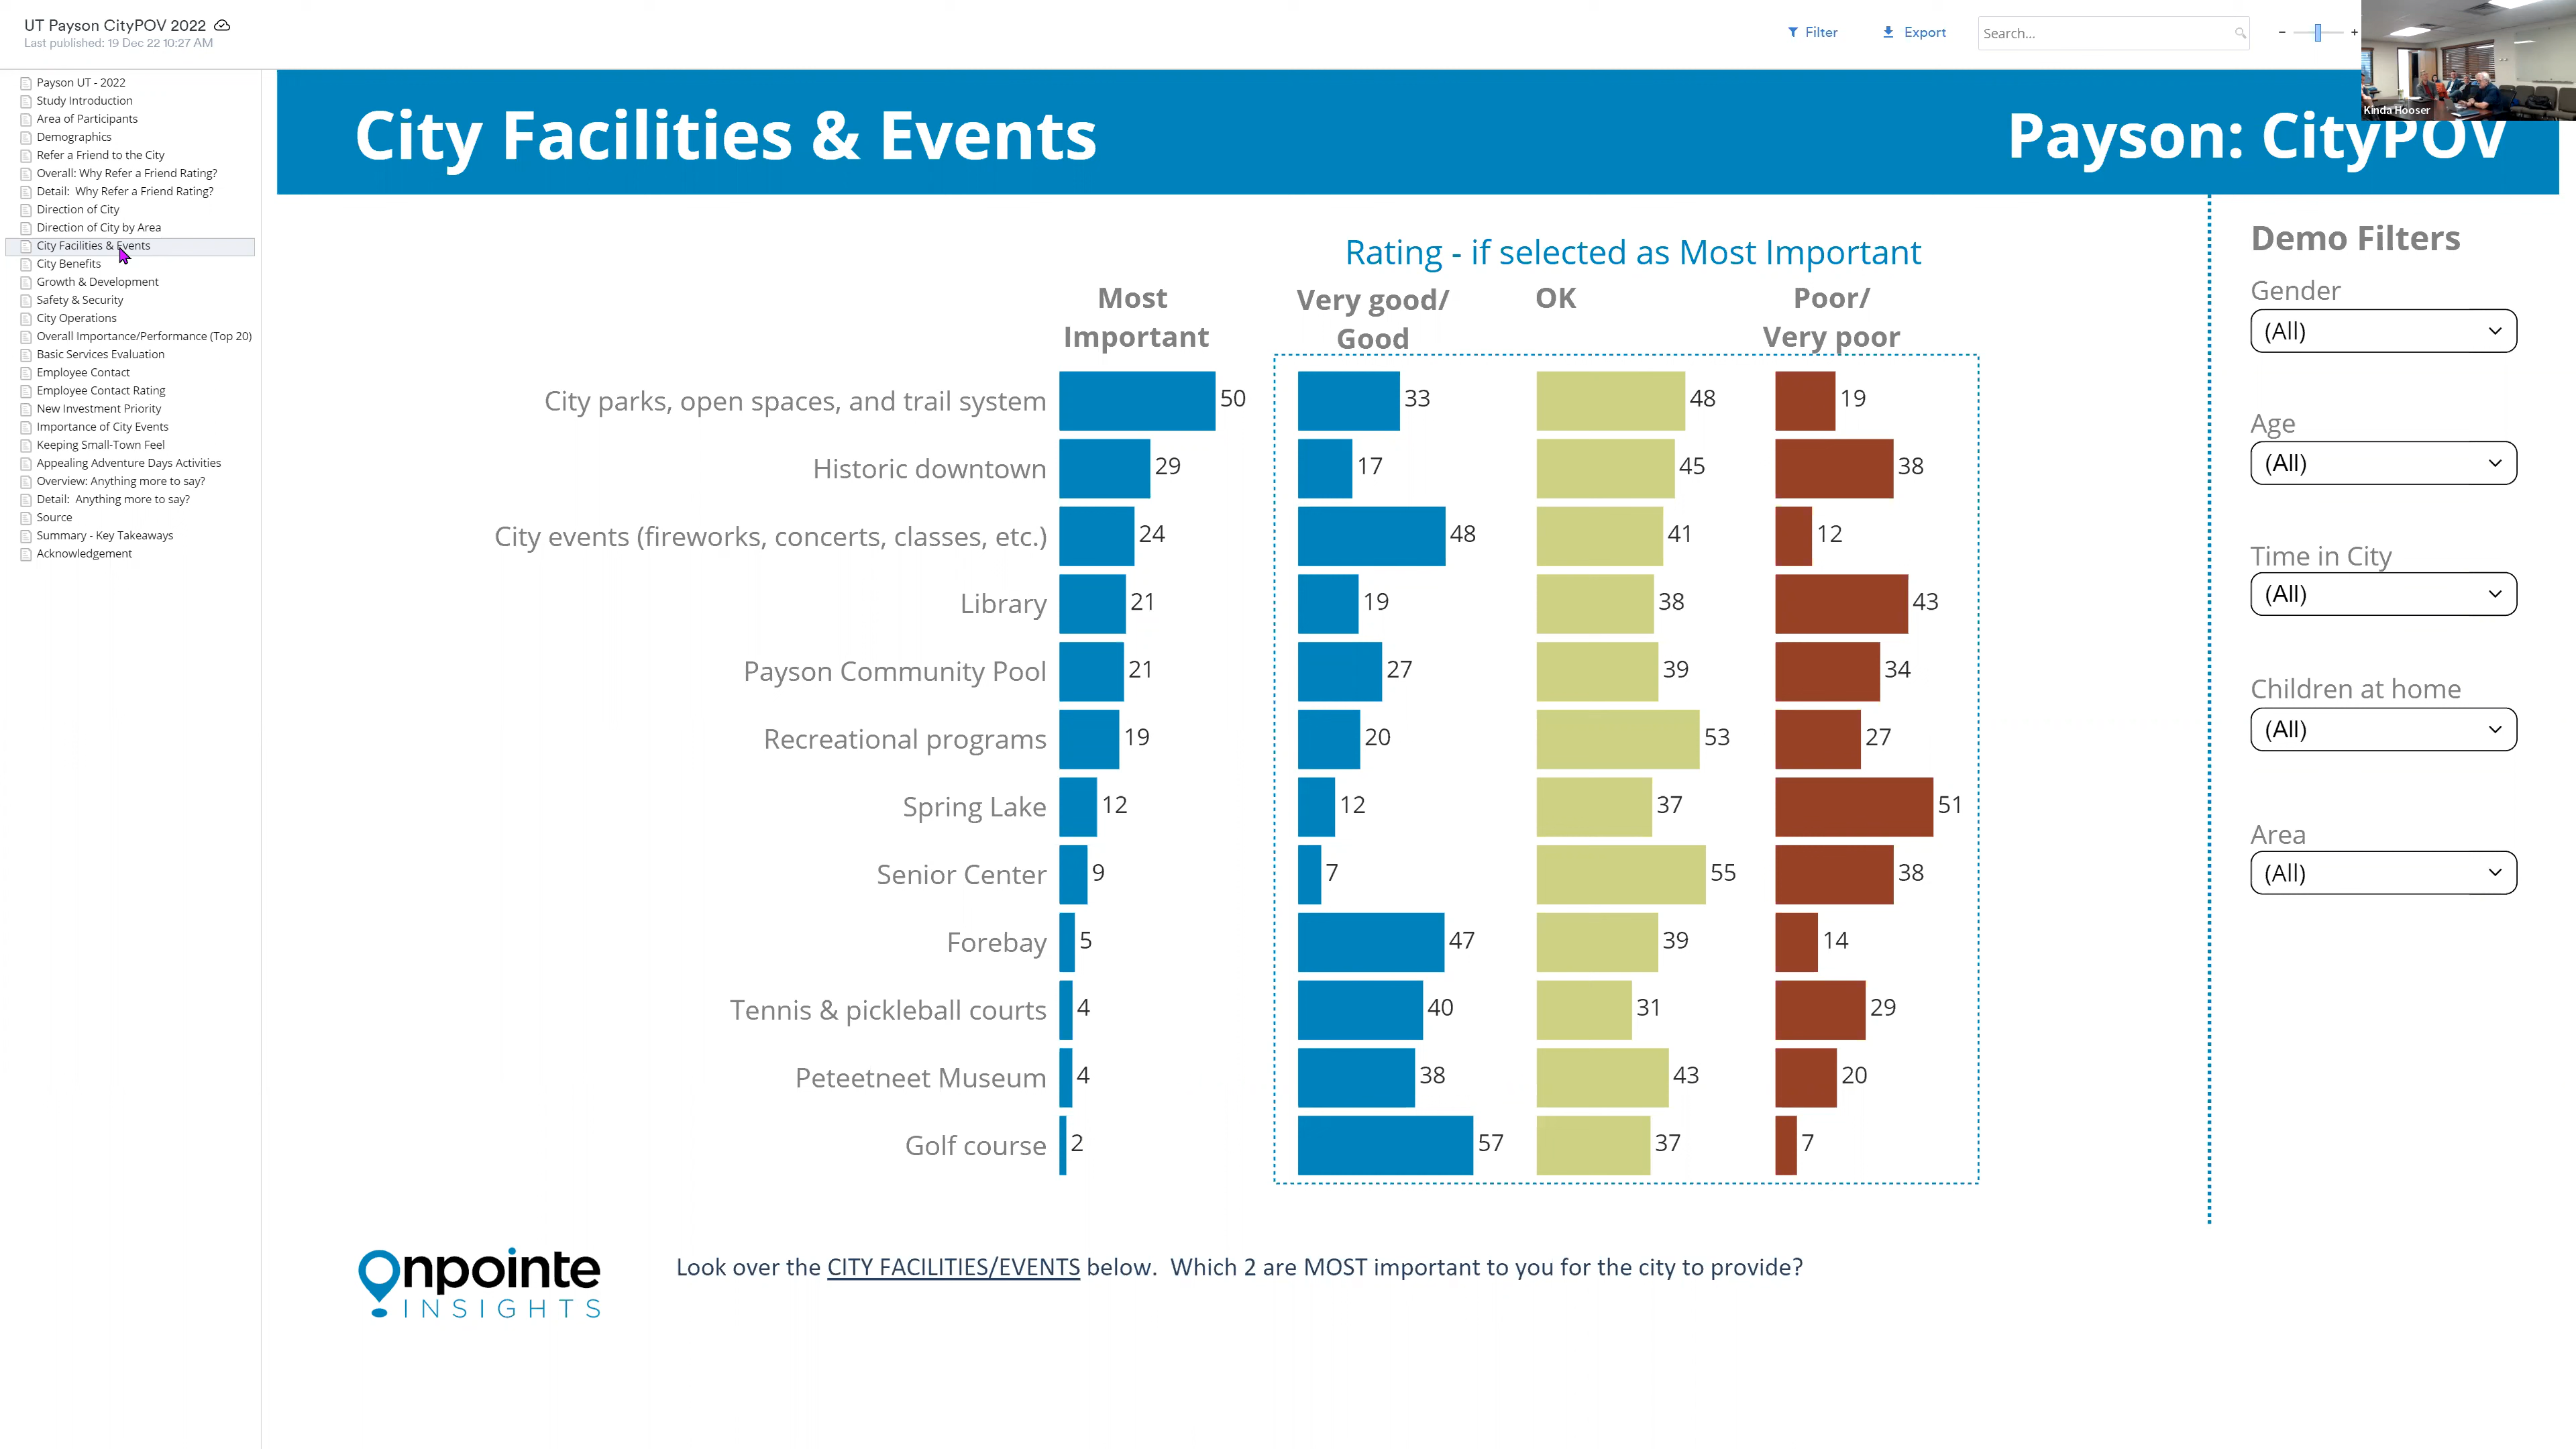 UT Payson CityPOV 2022
Last published: 19 Dec 22 10:27 AM
Filter
Export
Search...
Kinda Hooser
Payson UT - 2022
Study Introduction
Area of Participants
Demographics
Refer a Friend to the City
Overall: Why Refer a Friend Rating?
Detail: Why Refer a Friend Rating?
Direction of City
Direction of City by Area
City Facilities & Events
City Benefits
Growth & Development
Safety & Security
City Operations
Overall Importance/Performance (Top 20)
Basic Services Evaluation
Employee Contact
Employee Contact Rating
New Investment Priority
Importance of City Events
Keeping Small-Town Feel
Appealing Adventure Days Activities
Overview: Anything more to say?
Detail: Anything more to say?
Source
Summary - Key Takeaways
Acknowledgement
City Facilities & Events
Payson: CityPOV
Rating - if selected as Most Important
Most Important
Very good/ Good
OK
Poor/ Very poor
City parks, open spaces, and trail system 50 33 48 19
Historic downtown 29 17 45 38
City events (fireworks, concerts, classes, etc.) 24 48 41 12
Library 21 19 38 43
Payson Community Pool 21 27 39 34
Recreational programs 19 20 53 27
Spring Lake 12 12 37 51
Senior Center 9 7 55 38
Forebay 5 47 39 14
Tennis & pickleball courts 4 40 31 29
Peteetneet Museum 4 38 43 20
Golf course 2 57 37 7
Demo Filters
Gender
(All)
Age
(All)
Time in City
(All)
Children at home
(All)
Area
(All)
Onpointe
INSIGHTS
Look over the CITY FACILITIES/EVENTS below. Which 2 are MOST important to you for the city to provide?